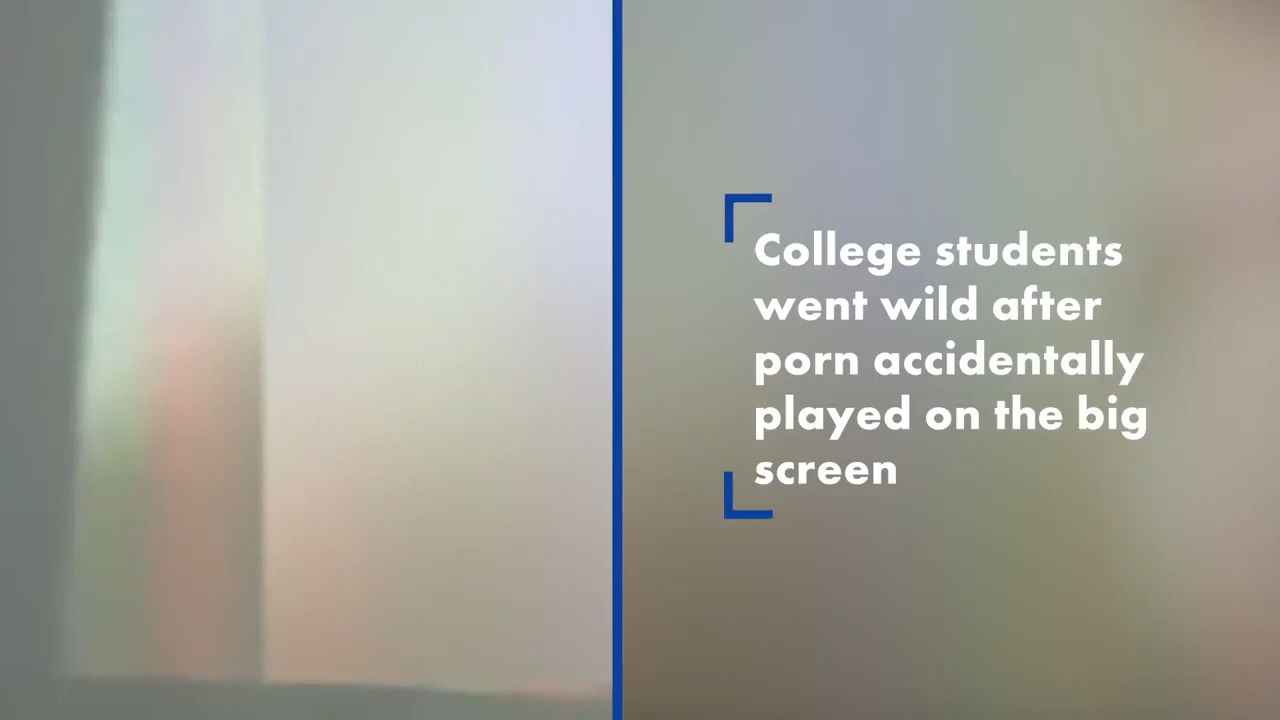 College students
went wild after
porn accidentally
played on the big
screen